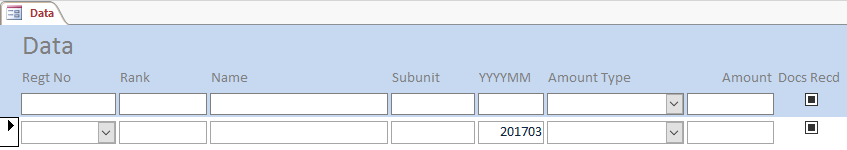 Data
Data
Regt No Rank Name Subunit YYYYMM Amount Type Amount Docs Recd
201703